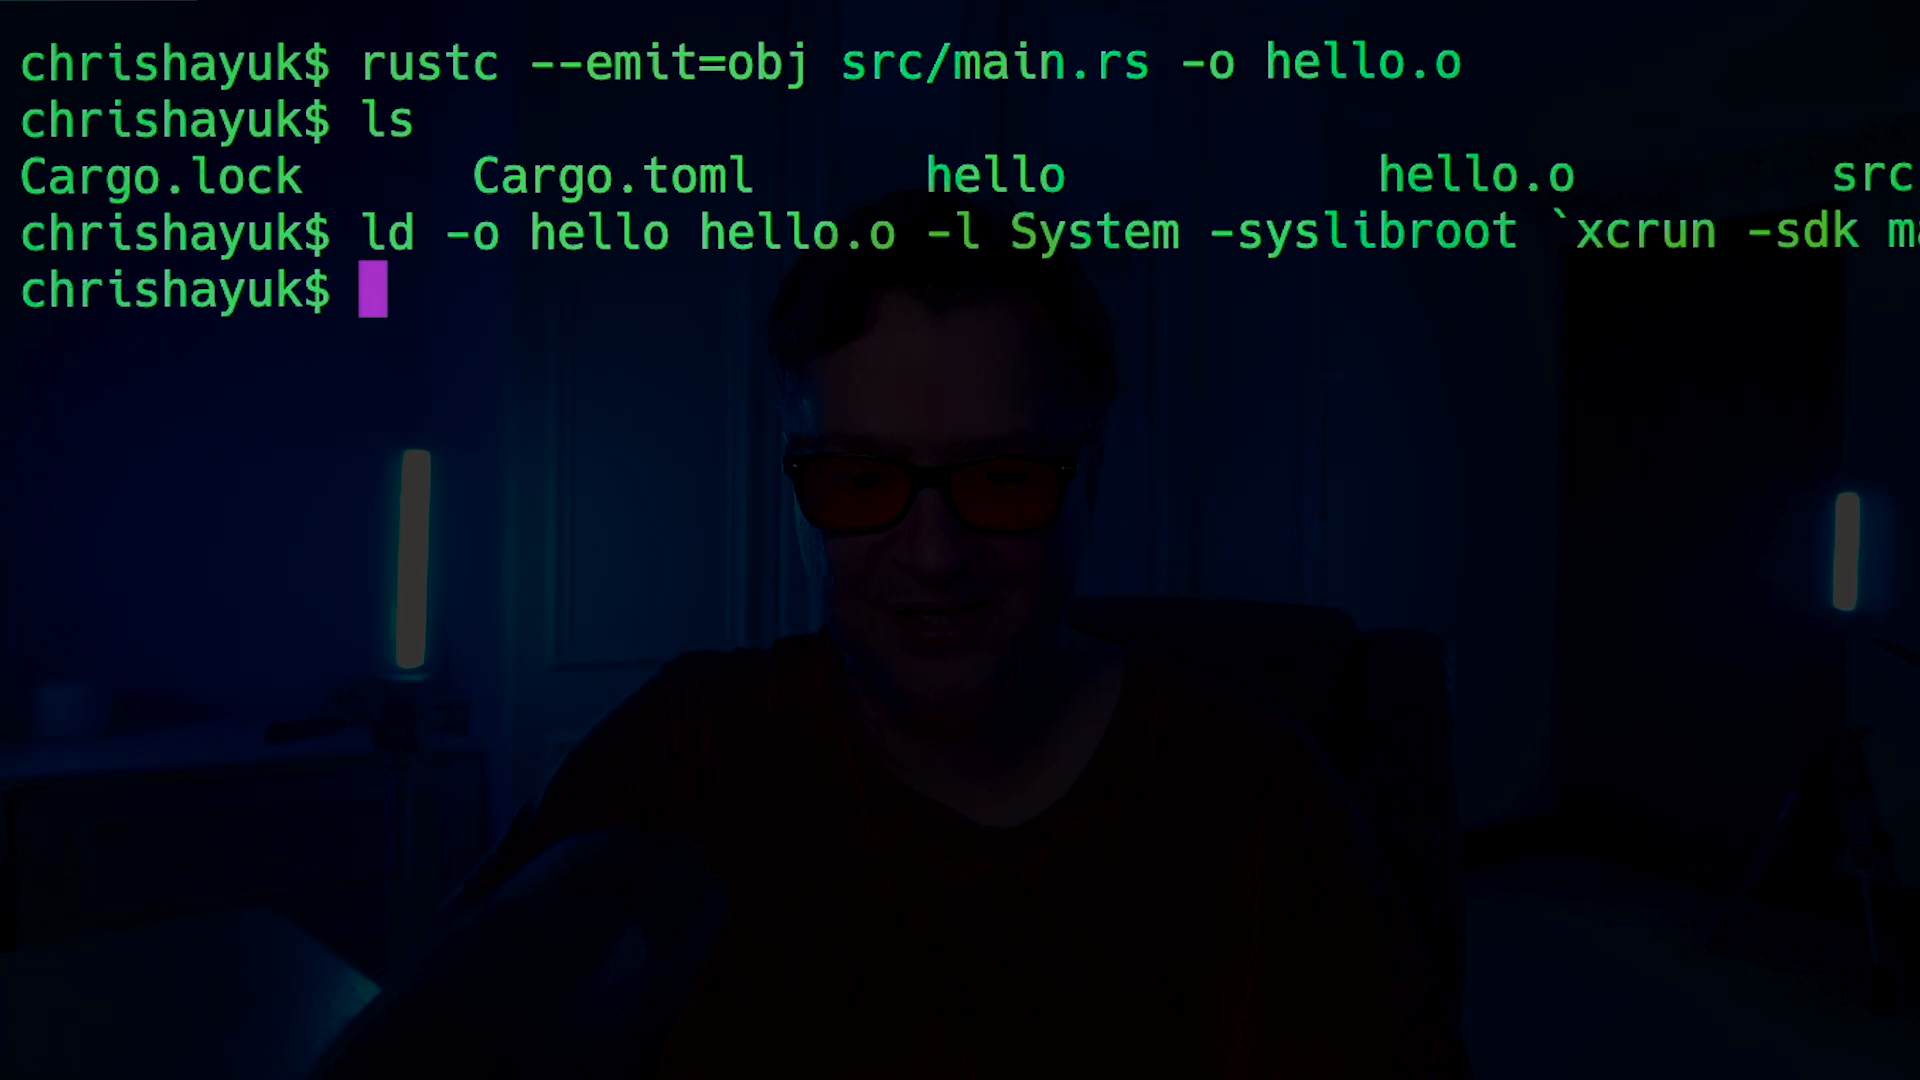 chrishayuk$ rustc --emit=obj src/main.rs -o hello.o
chrishayuk$ ls
Cargo.lock Cargo.toml hello hello.o src
chrishayuk$ ld -o hello hello.o -l System -syslibroot `xcrun -sdk
chrishayuk$